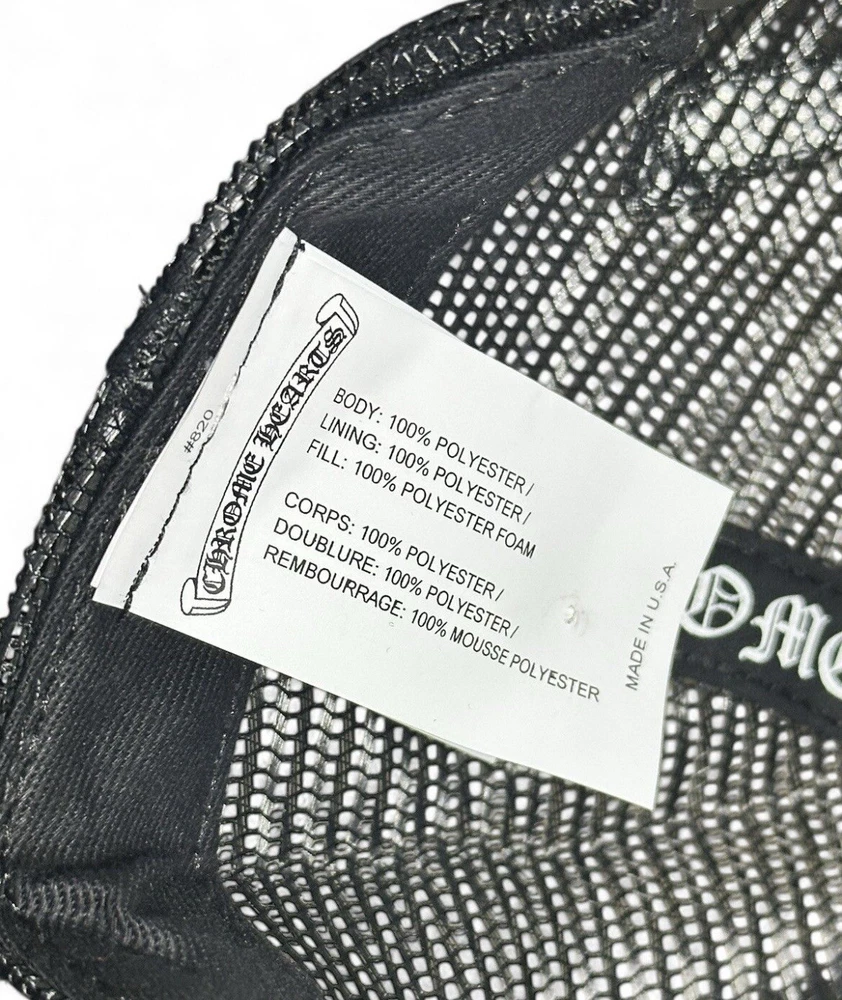 #820
CHROME HEARTS
BODY: 100% POLYESTER/
LINING: 100% POLYESTER/
FILL: 100% POLYESTER FOAM
CORPS: 100% POLYESTER/
DOUBLURE: 100% POLYESTER/
REMBOURRAGE: 100% MOUSSE POLYESTER
MADE IN U.S.A.
OME